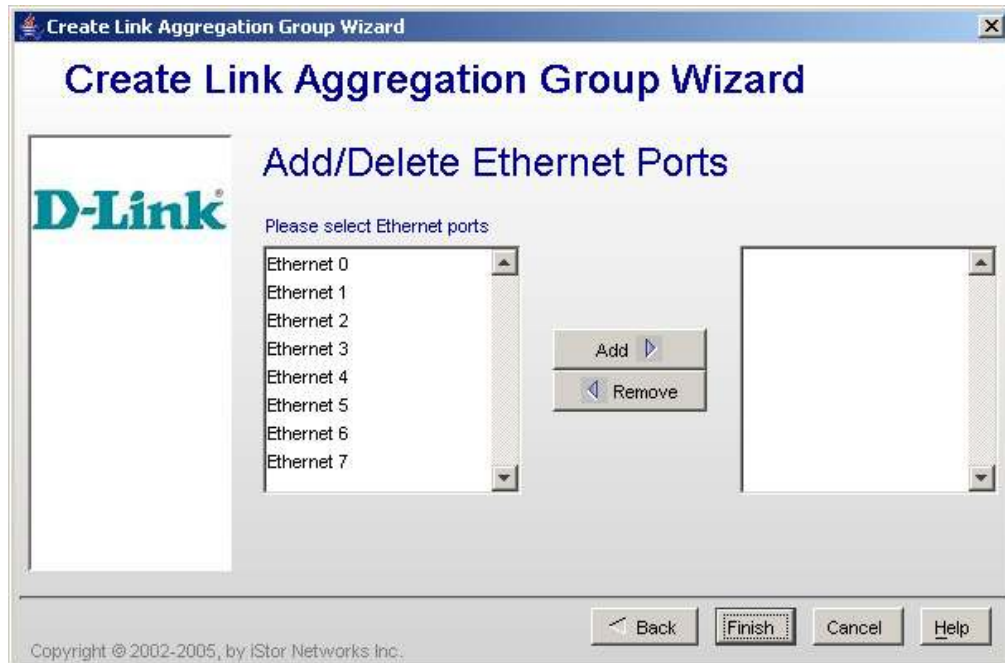 Create Link Aggregation Group Wizard
Create Link Aggregation Group Wizard
D-Link®
Add/Delete Ethernet Ports
Please select Ethernet ports
Ethernet 0
Ethernet 1
Ethernet 2
Ethernet 3
Ethernet 4
Ethernet 5
Ethernet 6
Ethernet 7
Add
Remove
Back
Finish
Cancel
Help
Copyright © 2002-2005, by iStor Networks Inc.